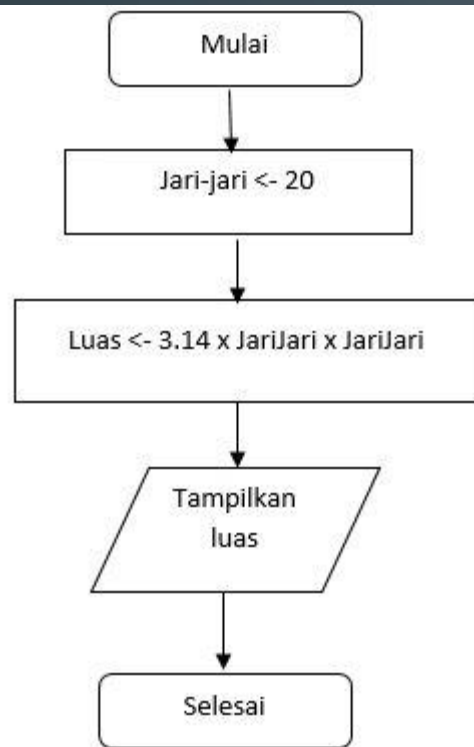 Mulai
Jari-jari <- 20
Luas <- 3.14 x JariJari x JariJari
Tampilkan
luas
Selesai